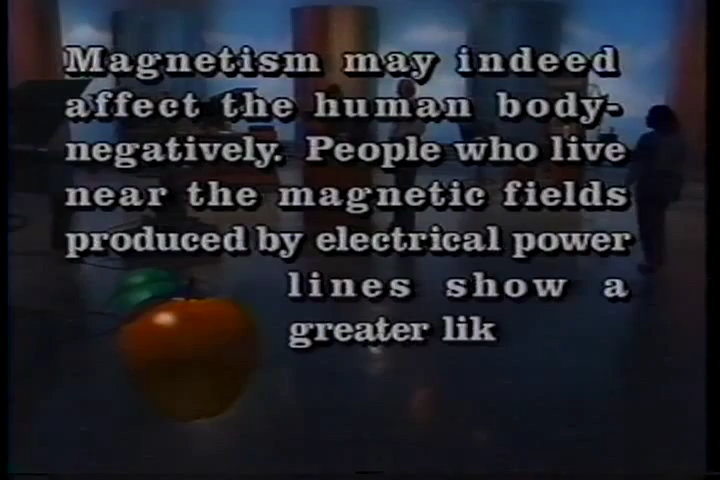 Magnetism may indeed
affect the human body-
negatively. People who live
near the magnetic fields
produced by electrical power
lines show a
greater lik